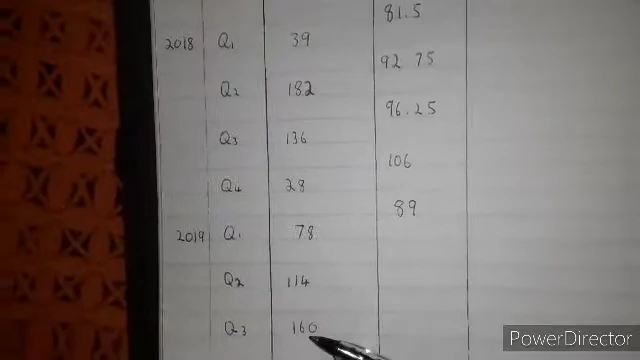 81.5
2018 Q1 39
92 75
Q2 182
96.25
Q3 136
106
Q4 28
89
2019 Q1 78
Q2 114
Q3 160
PowerDirector